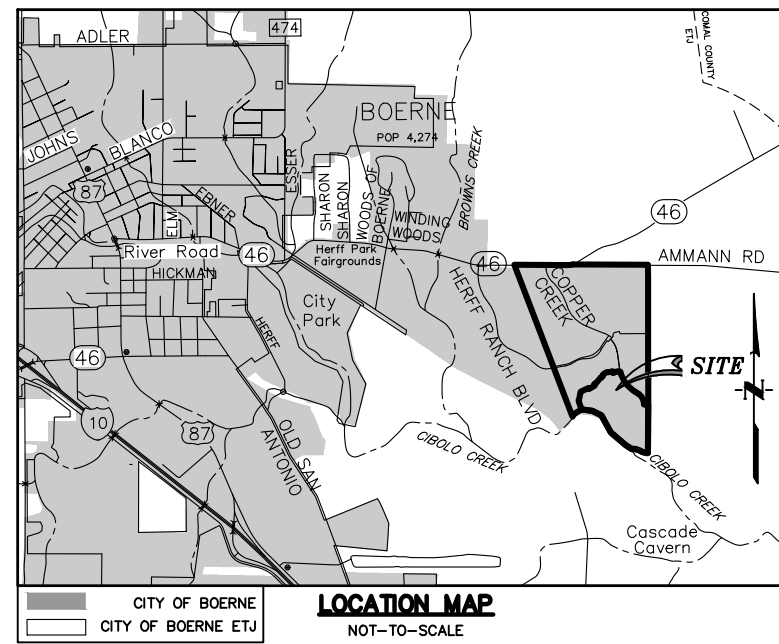 ADLER
474
COMAL COUNTY
ETJ
BOERNE
POP 4,274
JOHNS
BLANCO
87
EBNER
ELM
ESSER
SHARON
SHARON
WOODS OF
BOERNE
WINDING
WOODS
BROWNS CREEK
46
River Road
46
HICKMAN
Herff Park
Fairgrounds
46
AMMANN RD
City
Park
HERFF
HERFF RANCH BLVD
COPPER
CREEK
SITE
N
46
10
87
OLD SAN
ANTONIO
CIBOLO CREEK
CIBOLO CREEK
Cascade
Cavern
CITY OF BOERNE
CITY OF BOERNE ETJ
LOCATION MAP
NOT-TO-SCALE